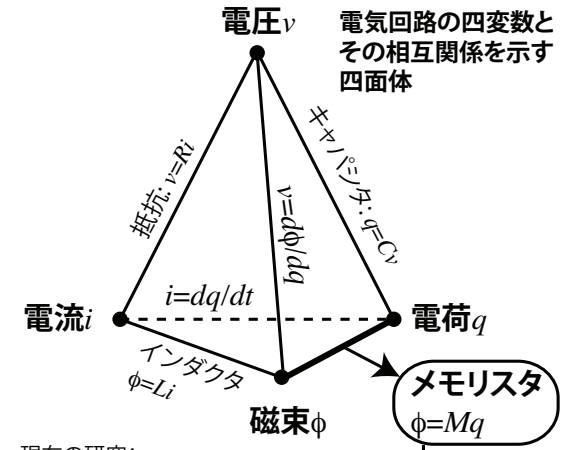 電圧v
電気回路の四変数と
その相互関係を示す
四面体
抵抗: v=Ri
キャパシタ: q=Cv
v=dφ/dq
i=dq/dt
電流i
電荷q
インダクタ
φ=Li
磁束φ
メモリスタ
φ=Mq